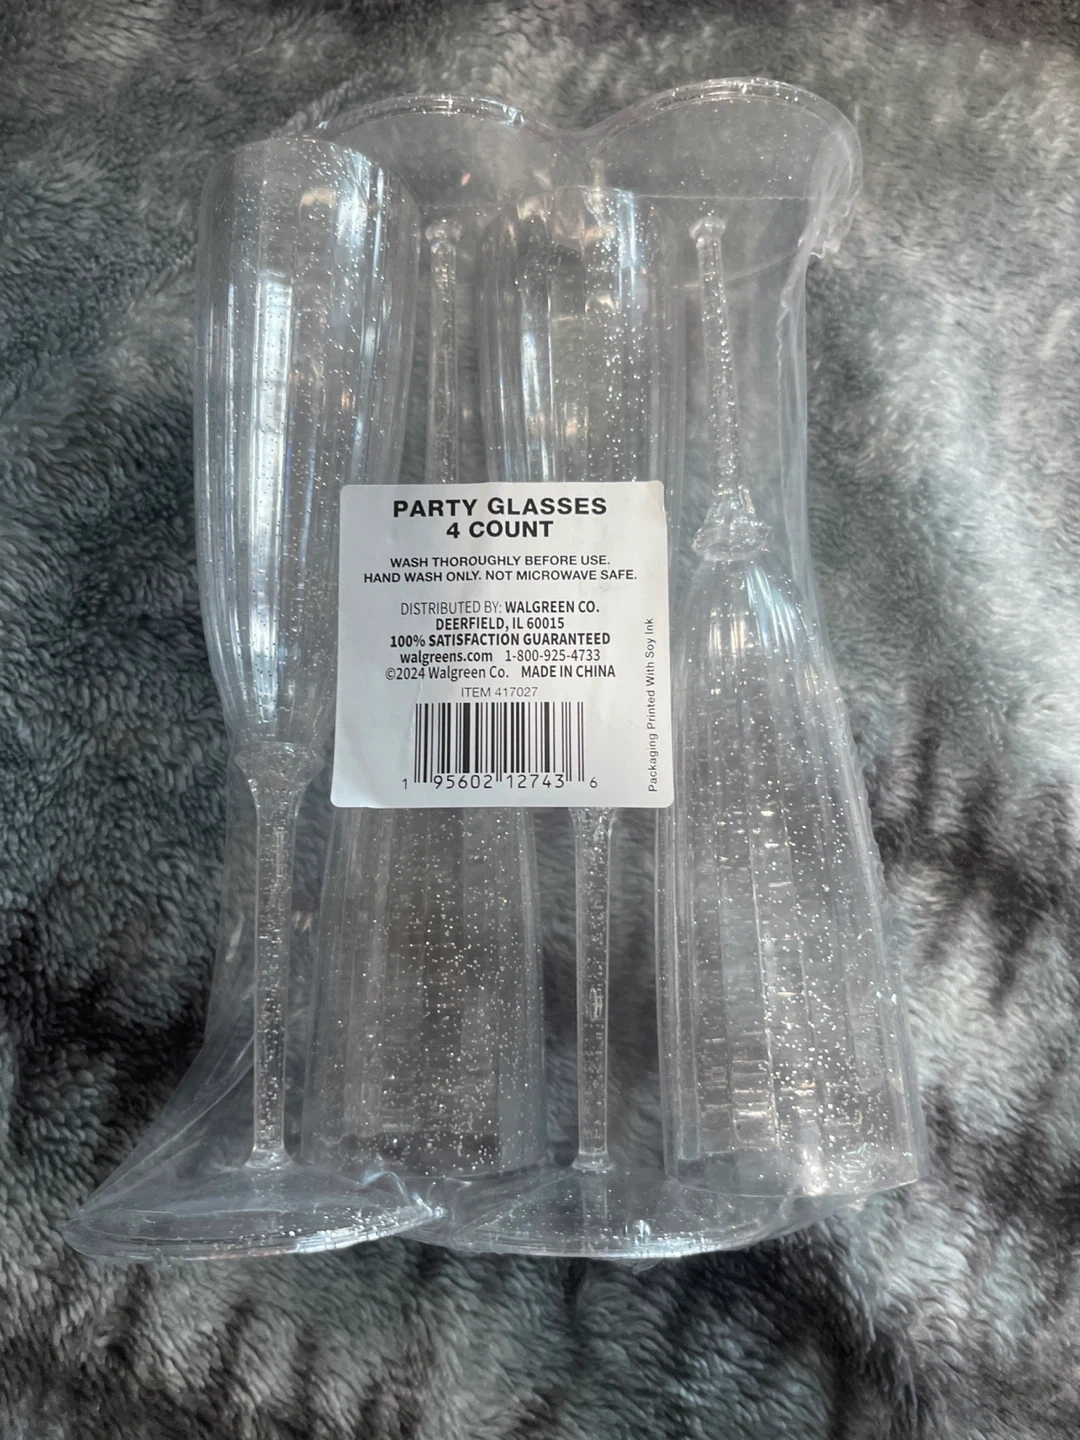 PARTY GLASSES
4 COUNT
WASH THOROUGHLY BEFORE USE.
HAND WASH ONLY. NOT MICROWAVE SAFE.
DISTRIBUTED BY: WALGREEN CO.
DEERFIELD, IL 60015
100% SATISFACTION GUARANTEED
walgreens.com 1-800-925-4733
©2024 Walgreen Co. MADE IN CHINA
ITEM 417027
1 95602 12743 6
Packaging Printed With Soy Ink